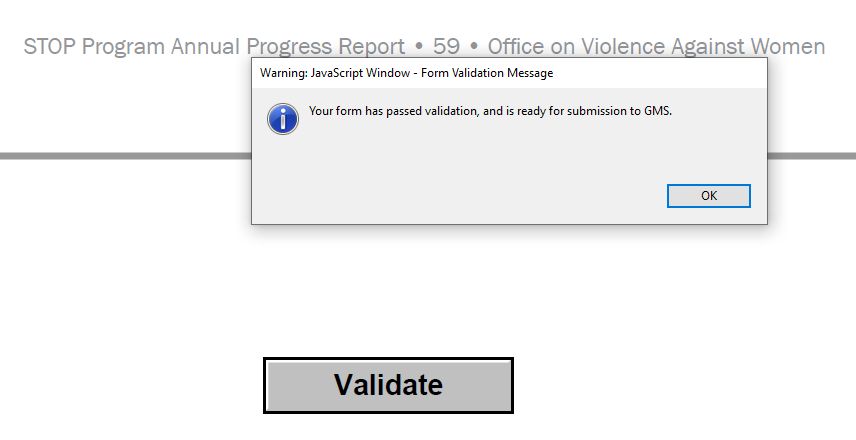 STOP Program Annual Progress Report • 59 • Office on Violence Against Women
Warning: JavaScript Window - Form Validation Message
Your form has passed validation, and is ready for submission to GMS.
OK
Validate